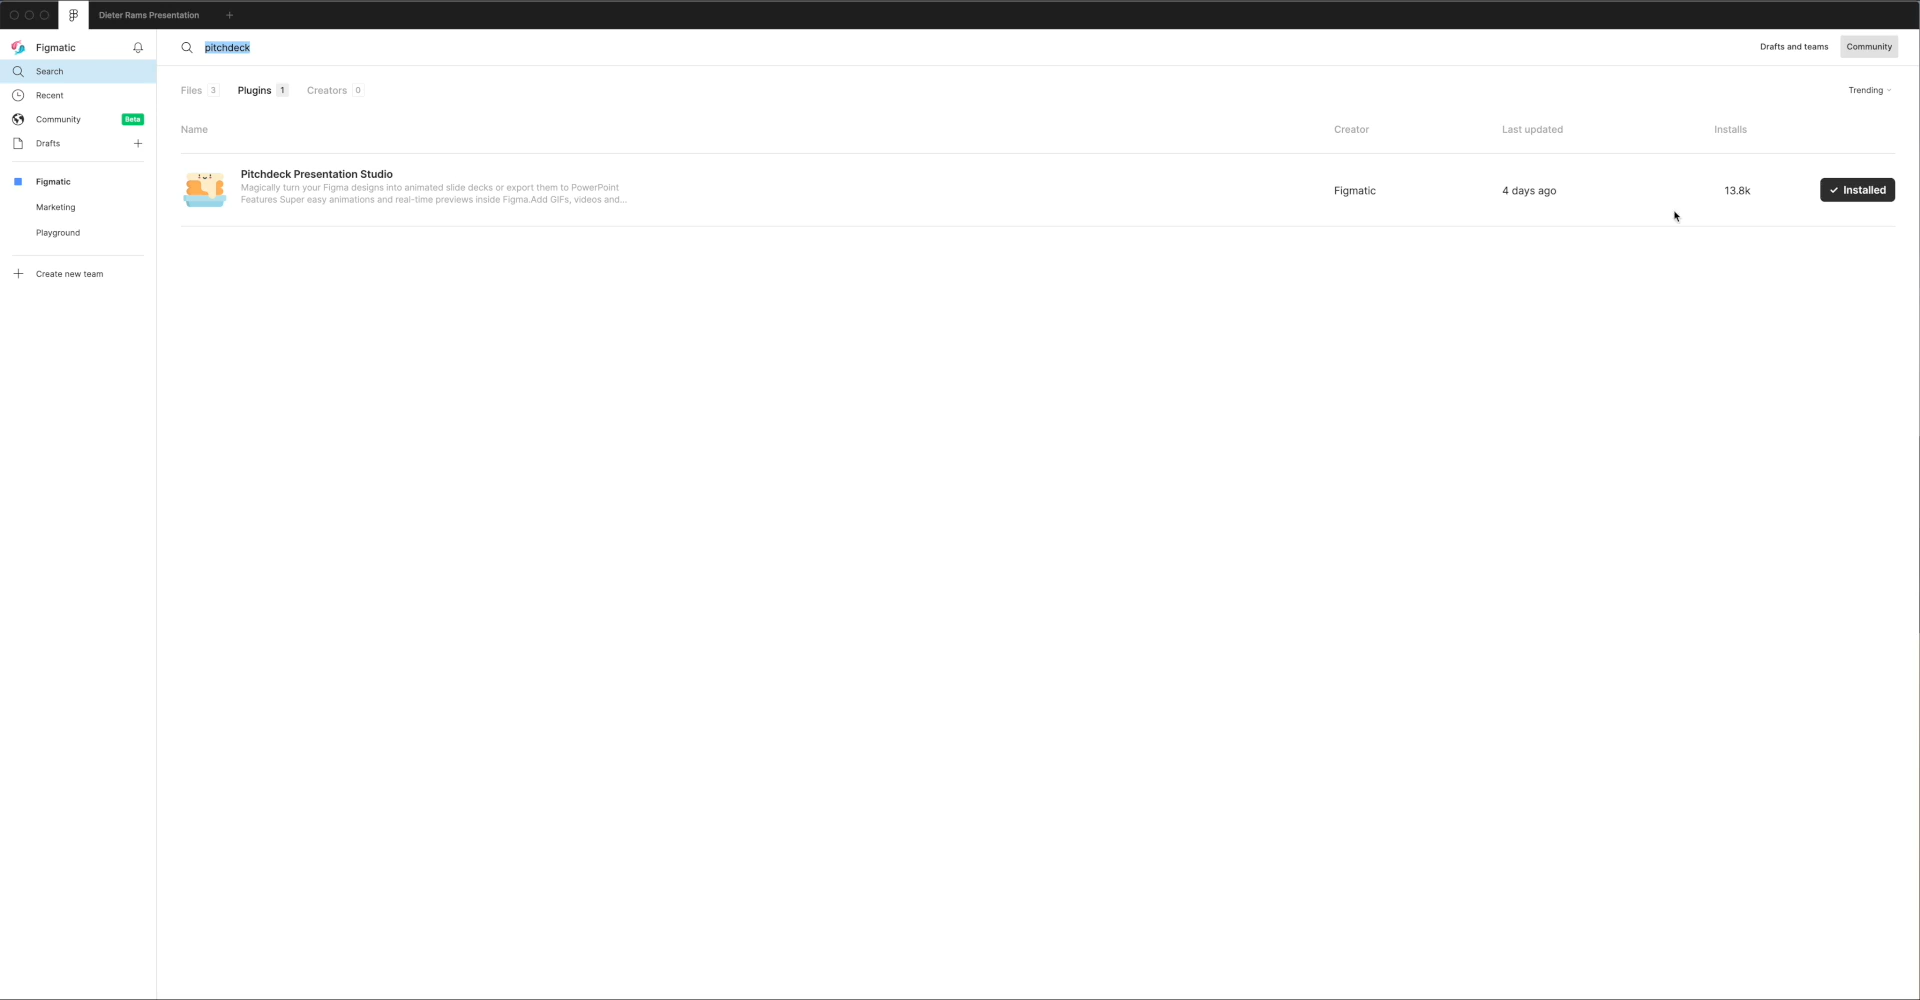 Dieter Rams Presentation
Figmatic
pitchdeck
Drafts and teams
Community
Search
Recent
Community
Beta
Drafts
Figmatic
Marketing
Playground
Create new team
Files 3
Plugins 1
Creators 0
Trending
Name
Creator
Last updated
Installs
Pitchdeck Presentation Studio
Magically turn your Figma designs into animated slide decks or export them to PowerPoint
Features Super easy animations and real-time previews inside Figma.Add GIFs, videos and...
Figmatic
4 days ago
13.8k
Installed